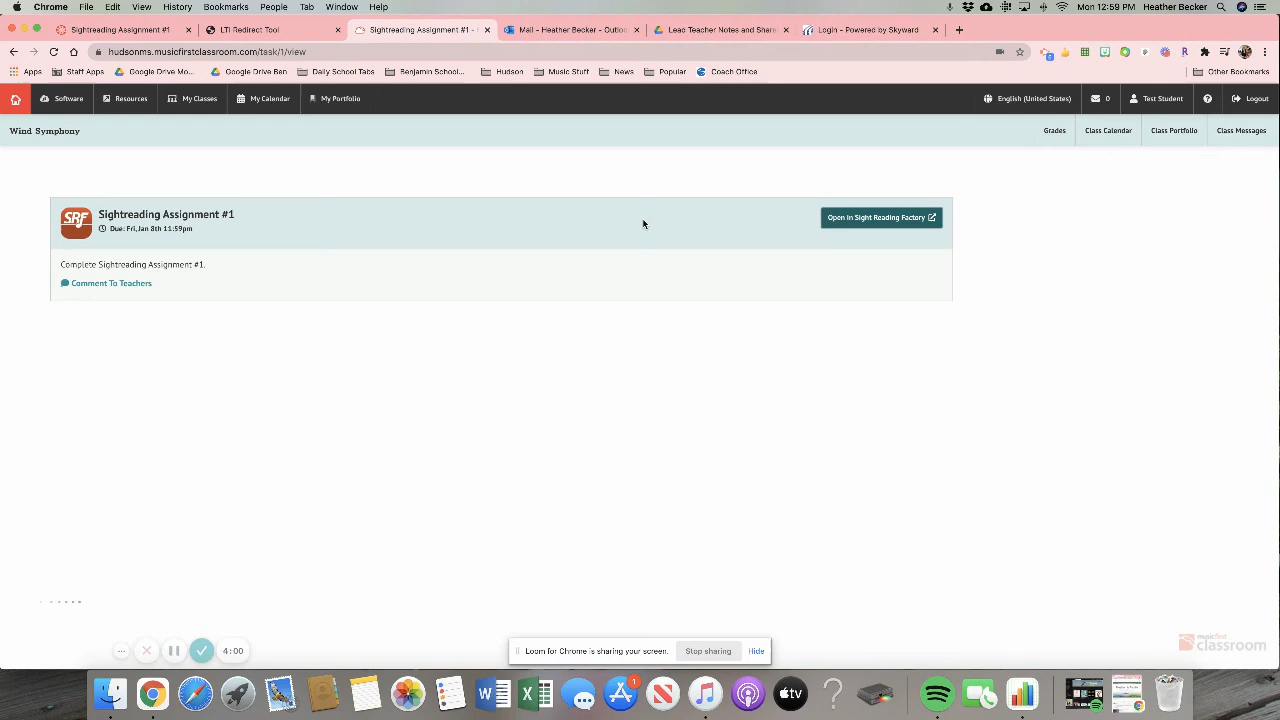 Chrome File Edit View History Bookmarks People Tab Window Help Mon 12:59 PM Heather Becker
Sightreading Assignment #1 LTI Redirect Tool Sightreading Assignment #1 - Mail – Heather Becker – Outlo Lead Teacher Notes and Share Login - Powered by Skyward
hudsonms.musicfirstclassroom.com/task/1/view
Apps Staff Apps Google Drive Mo... Google Drive Ben Daily School Tabs Benjamin School... Hudson Music Stuff News Popular Coach Office Other Bookmarks
Software Resources My Classes My Calendar My Portfolio English (United States) 0 Test Student Logout
Wind Symphony Grades Class Calendar Class Portfolio Class Messages
SRF Sightreading Assignment #1 Open in Sight Reading Factory
Due: Fri, Jan 8th 11:59pm
Complete Sightreading Assignment #1.
Comment To Teachers
musicfirst
classroom
4:00 Loom for Chrome is sharing your screen. Stop sharing Hide
1
tv